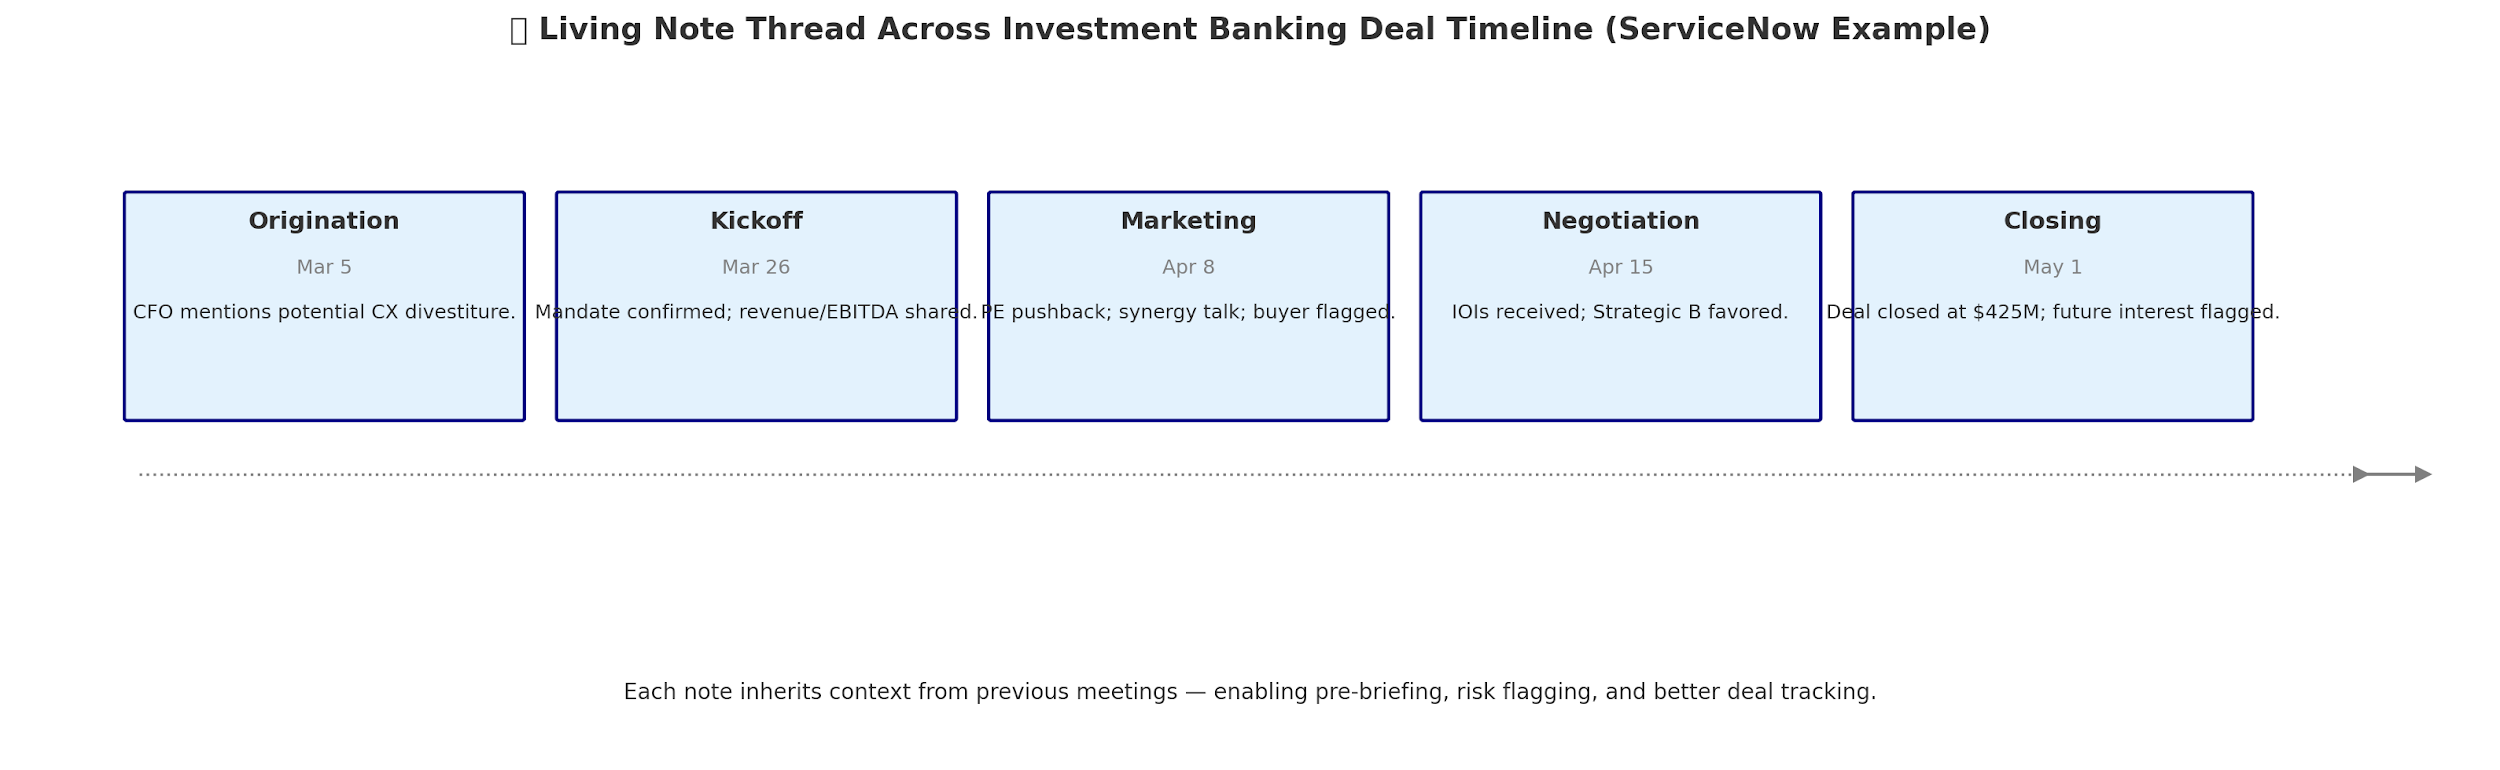 Living Note Thread Across Investment Banking Deal Timeline (ServiceNow Example)
Origination
Mar 5
CFO mentions potential CX divestiture.
Kickoff
Mar 26
Mandate confirmed; revenue/EBITDA shared.
Marketing
Apr 8
PE pushback; synergy talk; buyer flagged.
Negotiation
Apr 15
IOIs received; Strategic B favored.
Closing
May 1
Deal closed at $425M; future interest flagged.
Each note inherits context from previous meetings — enabling pre-briefing, risk flagging, and better deal tracking.